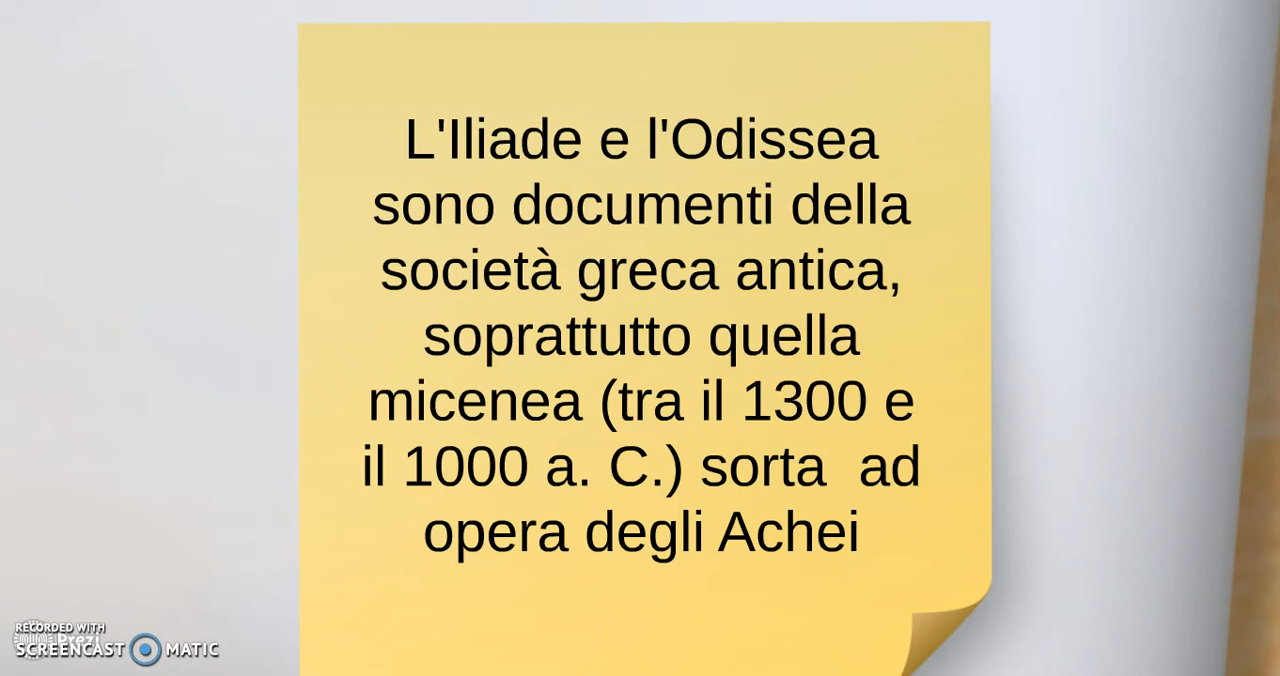 L'Iliade e l'Odissea
sono documenti della
società greca antica,
soprattutto quella
micenea (tra il 1300 e
il 1000 a. C.) sorta  ad
opera degli Achei
RECORDED WITH
Prezi
SCREENCAST MATIC